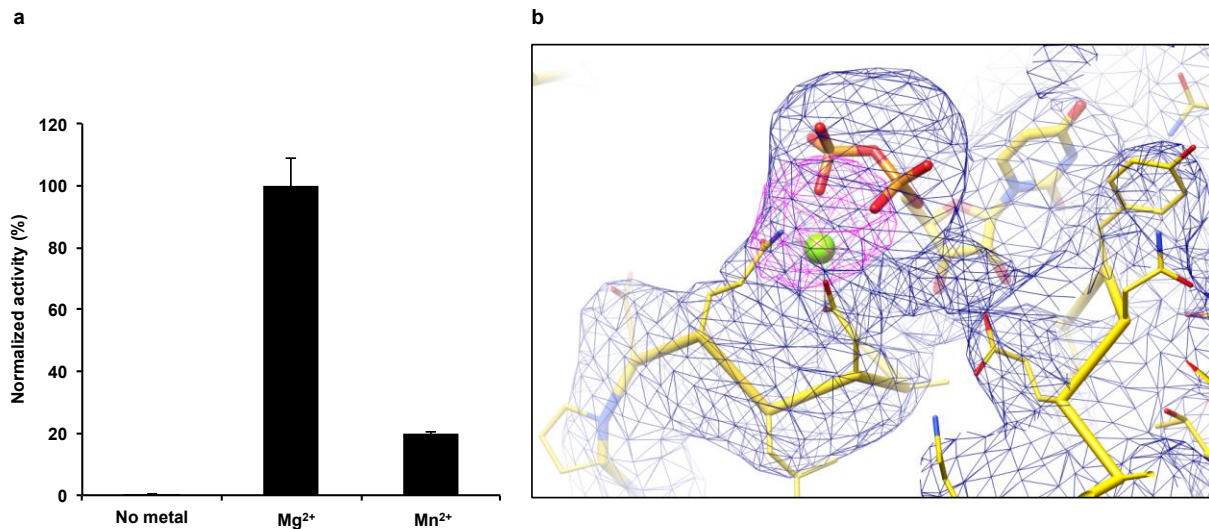 a
b
Normalized activity (%)
120
100
80
60
40
20
0
No metal
Mg²⁺
Mn²⁺